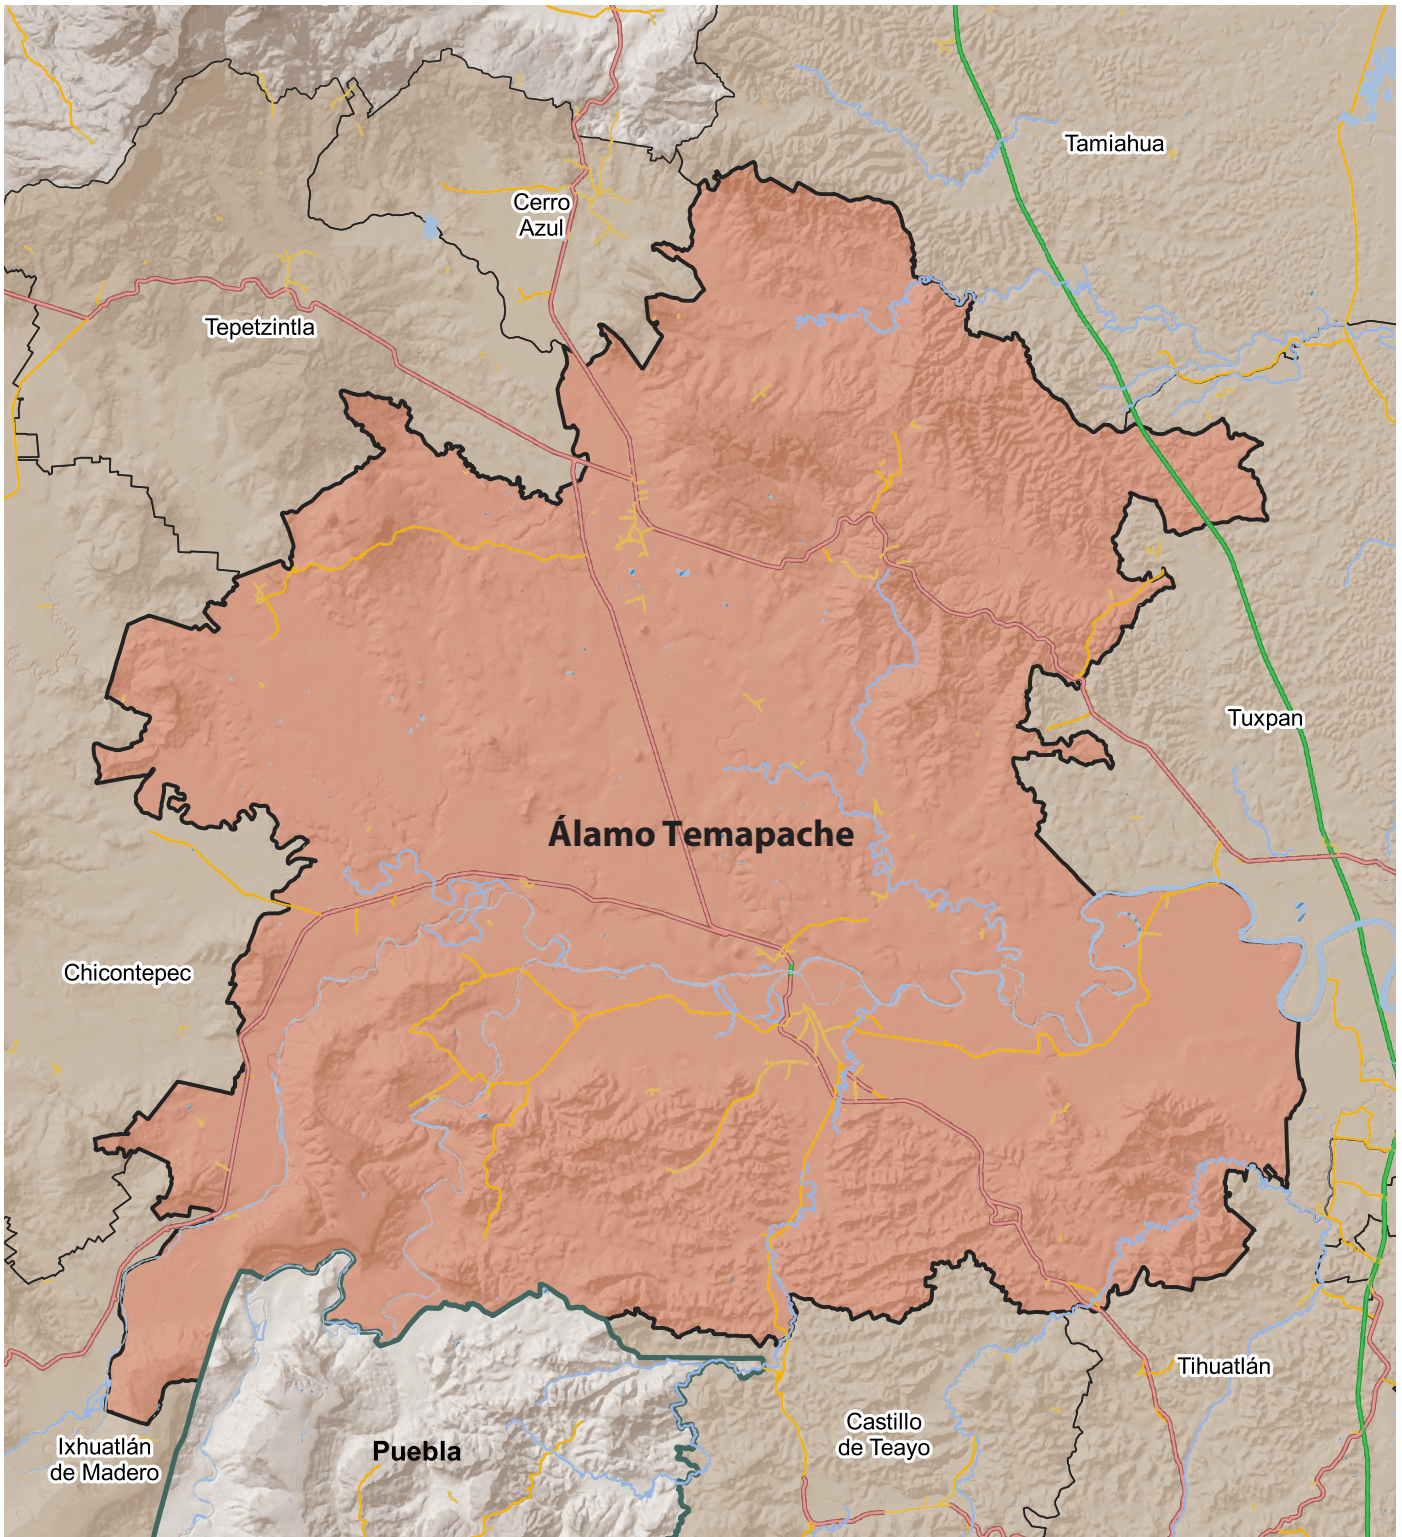 Tamiahua
Cerro
Azul
Tepetzintla
Tuxpan
Álamo Temapache
Chicontepec
Tihuatlán
Castillo
de Teayo
Ixhuatlán
de Madero
Puebla